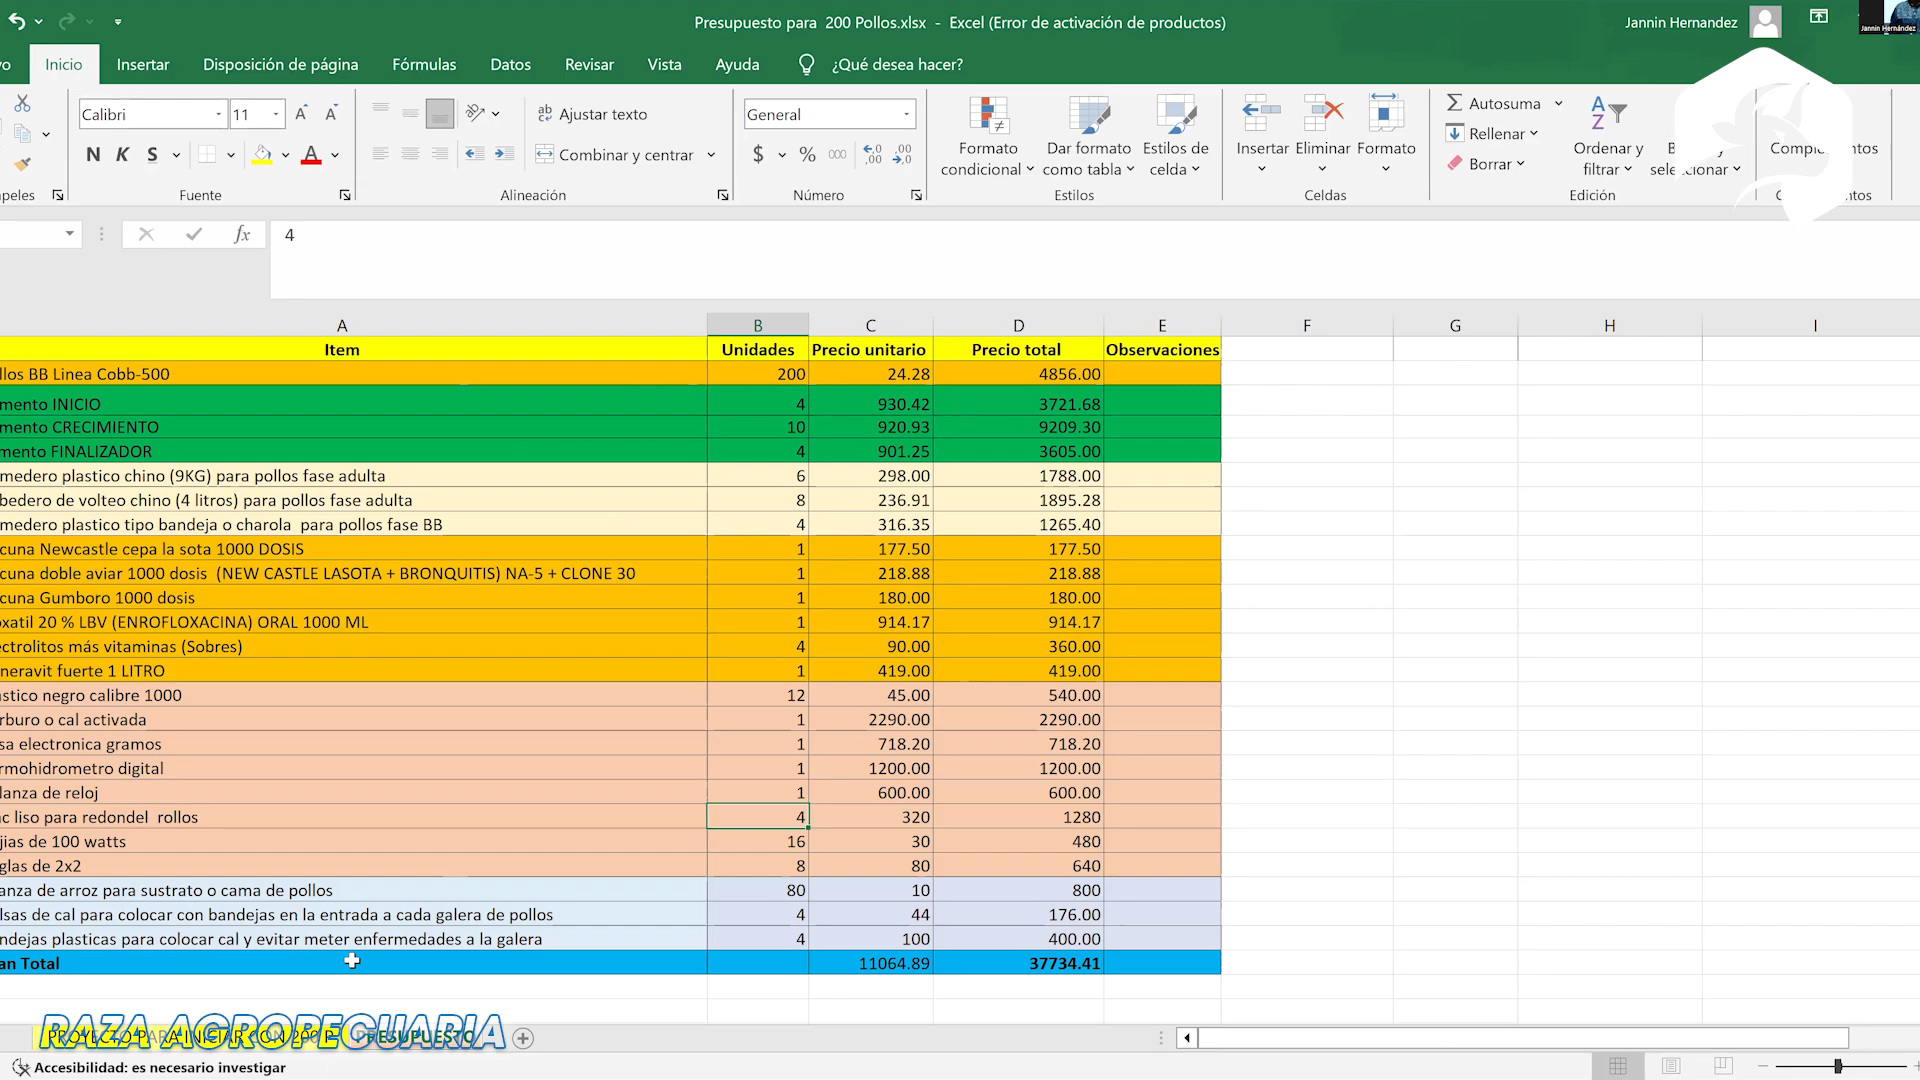 Presupuesto para 200 Pollos.xlsx - Excel (Error de activación de productos)
Jannin Hernandez
Jannin Hernández
vo Inicio Insertar Disposición de página Fórmulas Datos Revisar Vista Ayuda ¿Qué desea hacer?
Calibri 11 Ajustar texto General
N K S Combinar y centrar $ % 000
Formato condicional
Dar formato como tabla
Estilos de celda
Insertar Eliminar Formato
Autosuma
Rellenar
Borrar
Ordenar y filtrar
peles Fuente Alineación Número Estilos Celdas Edición
fx 4
A B C D E F G H I
Item Unidades Precio unitario Precio total Observaciones
llos BB Linea Cobb-500 200 24.28 4856.00
mento INICIO 4 930.42 3721.68
mento CRECIMIENTO 10 920.93 9209.30
mento FINALIZADOR 4 901.25 3605.00
medero plastico chino (9KG) para pollos fase adulta 6 298.00 1788.00
bedero de volteo chino (4 litros) para pollos fase adulta 8 236.91 1895.28
medero plastico tipo bandeja o charola para pollos fase BB 4 316.35 1265.40
cuna Newcastle cepa la sota 1000 DOSIS 1 177.50 177.50
cuna doble aviar 1000 dosis (NEW CASTLE LASOTA + BRONQUITIS) NA-5 + CLONE 30 1 218.88 218.88
cuna Gumboro 1000 dosis 1 180.00 180.00
oxatil 20 % LBV (ENROFLOXACINA) ORAL 1000 ML 1 914.17 914.17
ectrolitos más vitaminas (Sobres) 4 90.00 360.00
neravit fuerte 1 LITRO 1 419.00 419.00
astico negro calibre 1000 12 45.00 540.00
rburo o cal activada 1 2290.00 2290.00
sa electronica gramos 1 718.20 718.20
rmohidrometro digital 1 1200.00 1200.00
lanza de reloj 1 600.00 600.00
c liso para redondel rollos 4 320 1280
jias de 100 watts 16 30 480
glas de 2x2 8 80 640
anza de arroz para sustrato o cama de pollos 80 10 800
lsas de cal para colocar con bandejas en la entrada a cada galera de pollos 4 44 176.00
ndejas plasticas para colocar cal y evitar meter enfermedades a la galera 4 100 400.00
an Total 11064.89 37734.41
RAZA AGROPECUARIA
PROYECTO PARA INICIAR CON 200 P PRESUPUESTO
Accesibilidad: es necesario investigar